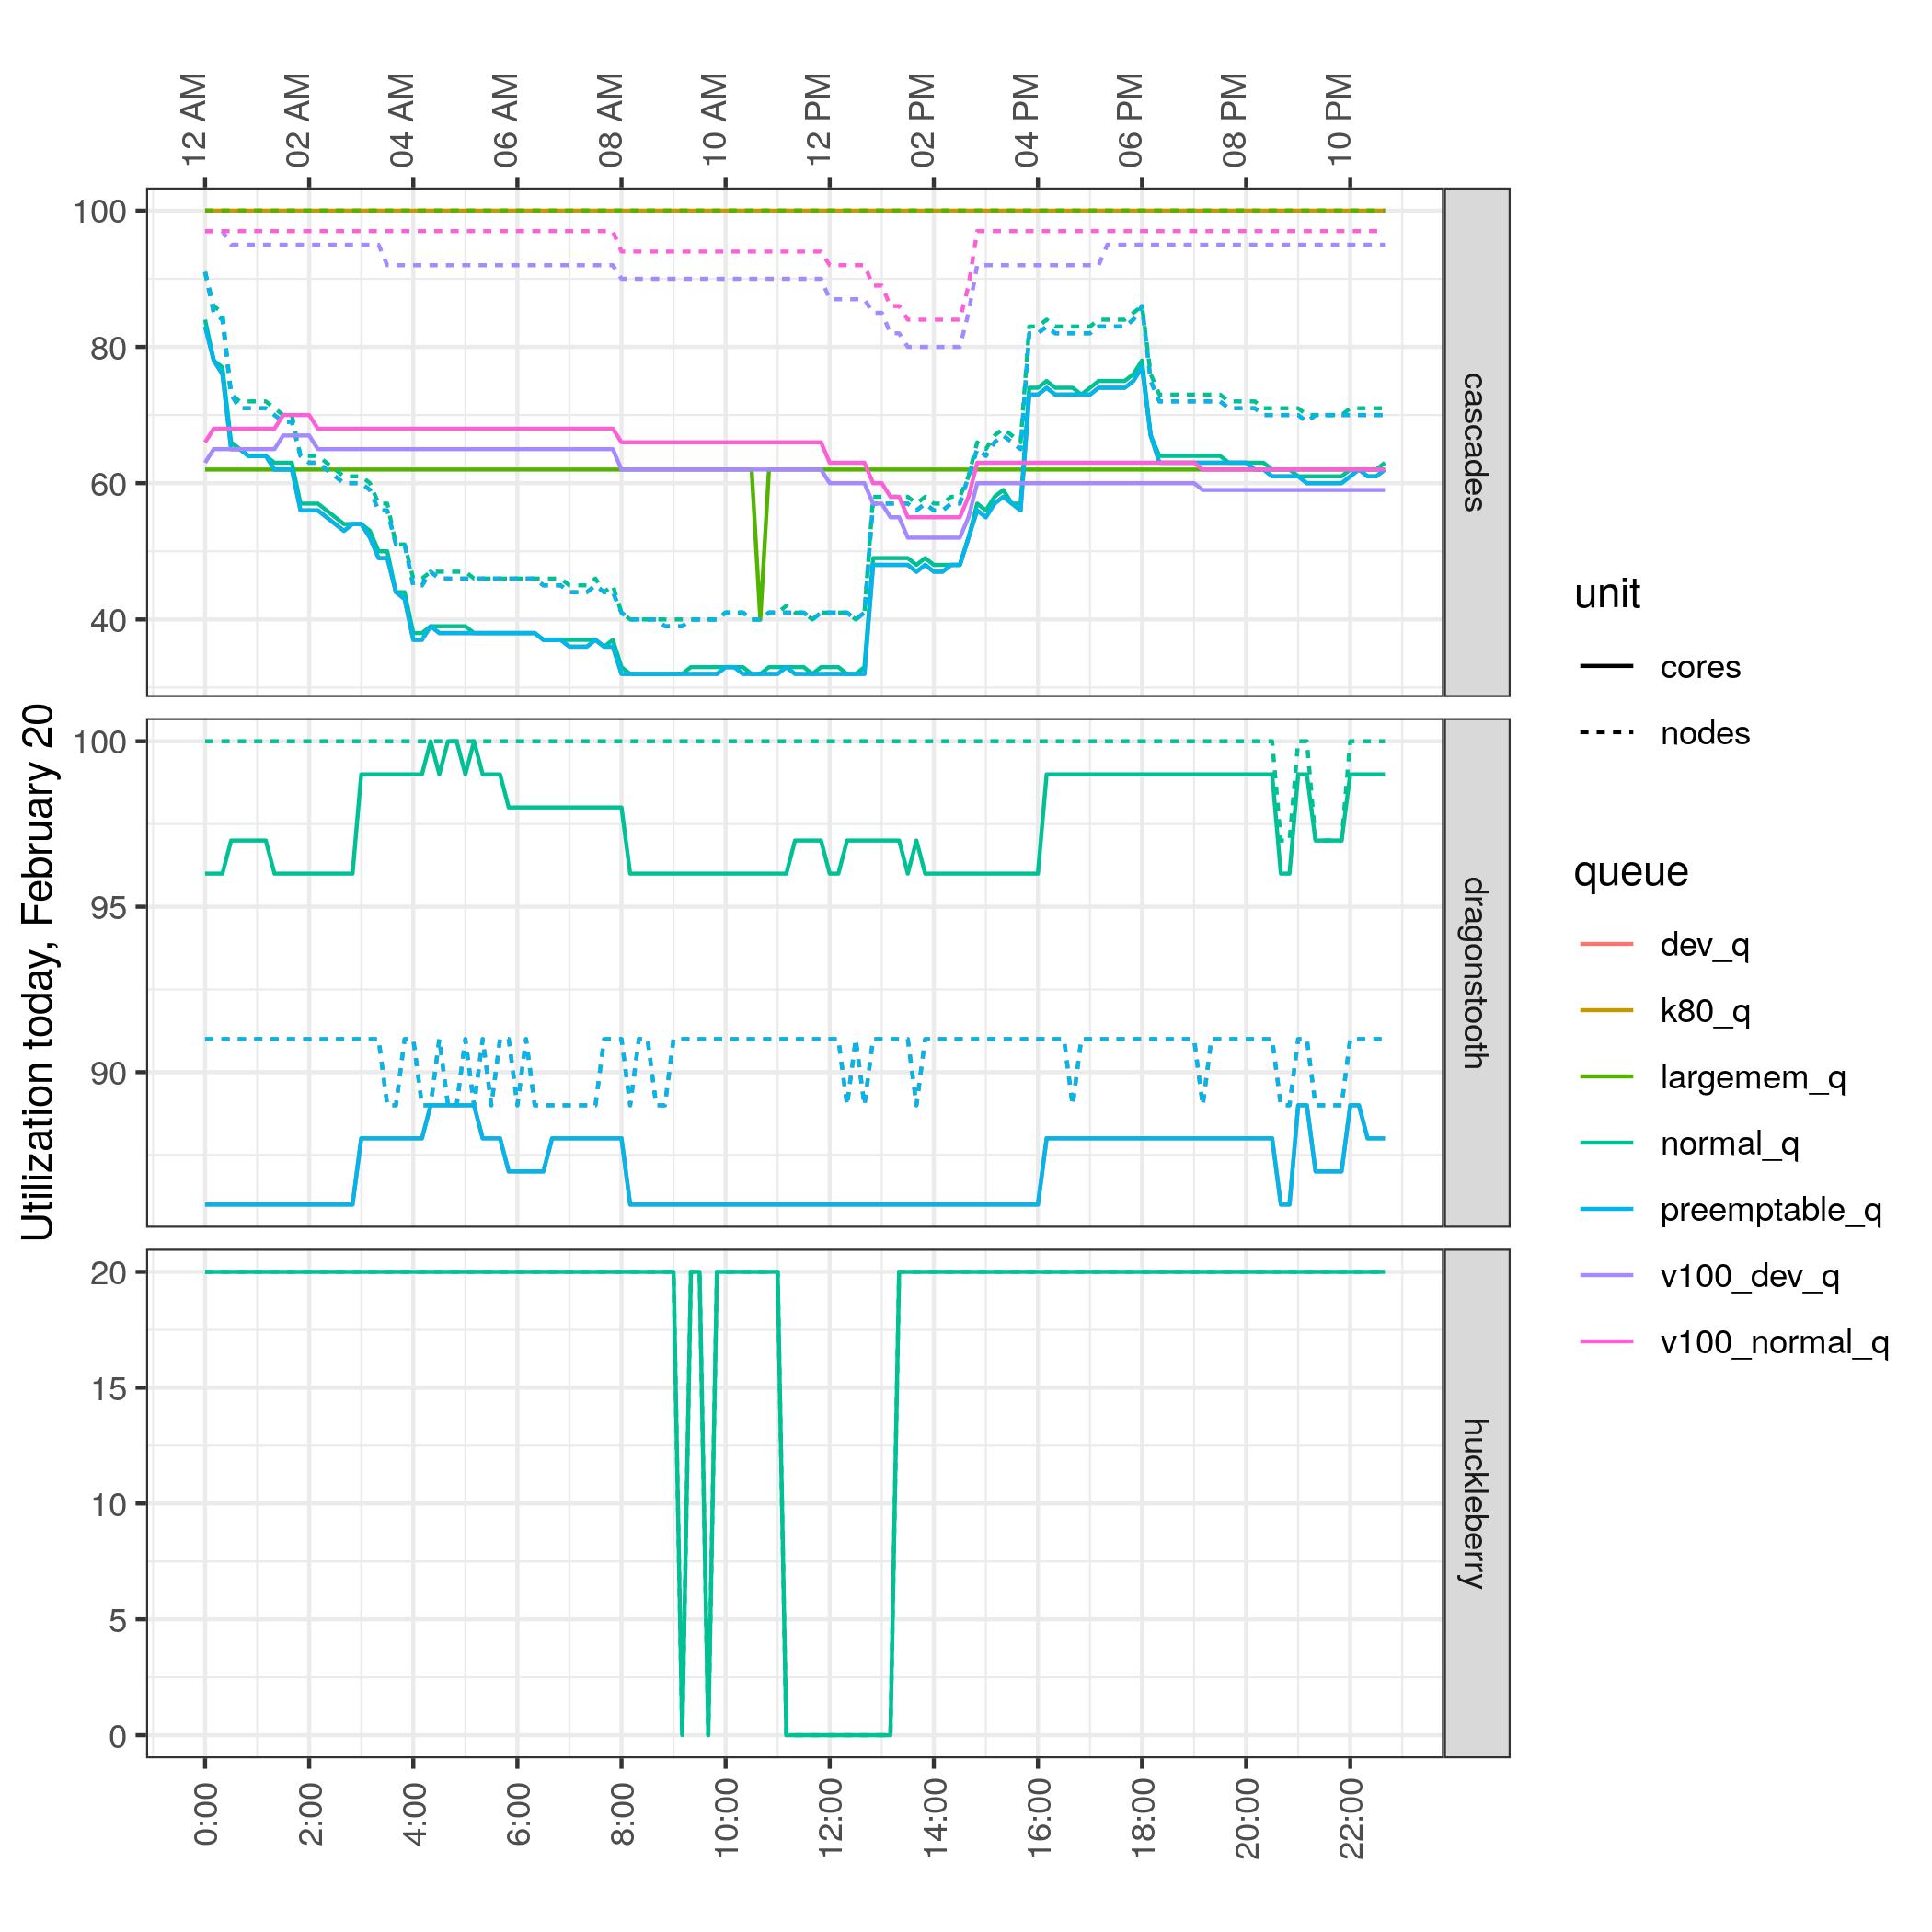 12 AM
02 AM
04 AM
06 AM
08 AM
10 AM
12 PM
02 PM
04 PM
06 PM
08 PM
10 PM
Utilization today, February 20
100
80
60
40
cascades
100
95
90
dragonstooth
20
15
10
5
0
huckleberry
0:00
2:00
4:00
6:00
8:00
10:00
12:00
14:00
16:00
18:00
20:00
22:00
unit
cores
nodes
queue
dev_q
k80_q
largemem_q
normal_q
preemptable_q
v100_dev_q
v100_normal_q